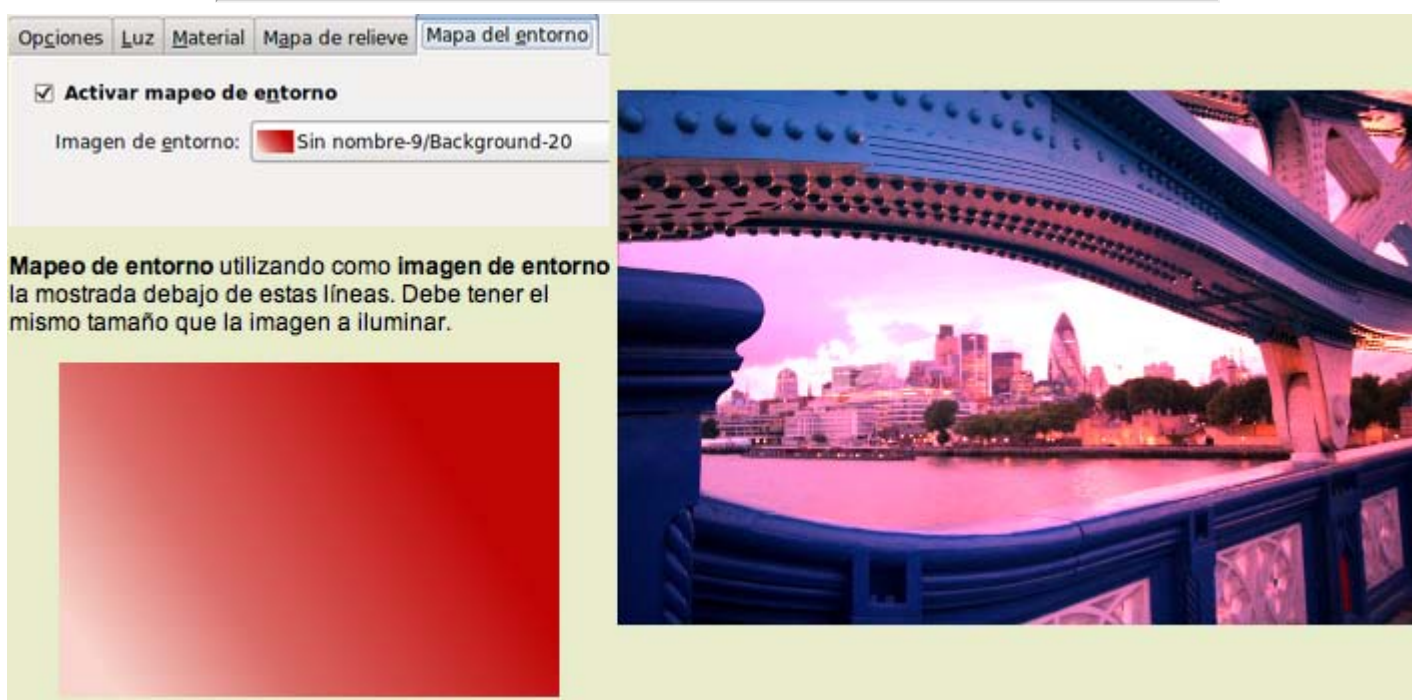 Opciones Luz Material Mapa de relieve Mapa del entorno
Activar mapeo de entorno
Imagen de entorno: Sin nombre-9/Background-20
Mapeo de entorno utilizando como imagen de entorno
la mostrada debajo de estas líneas. Debe tener el
mismo tamaño que la imagen a iluminar.